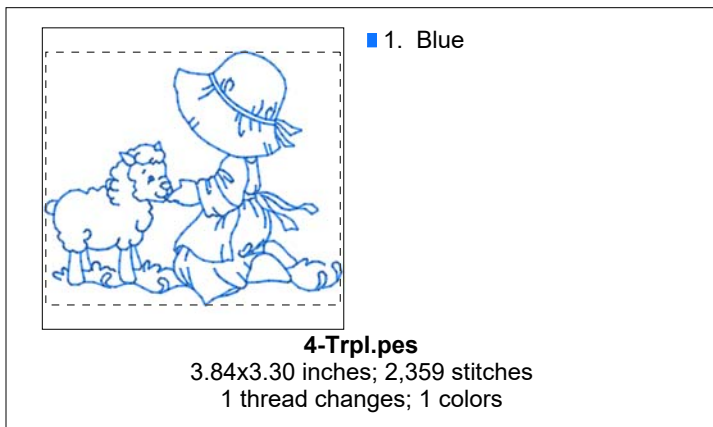 1. Blue
4-Trpl.pes
3.84x3.30 inches; 2,359 stitches
1 thread changes; 1 colors